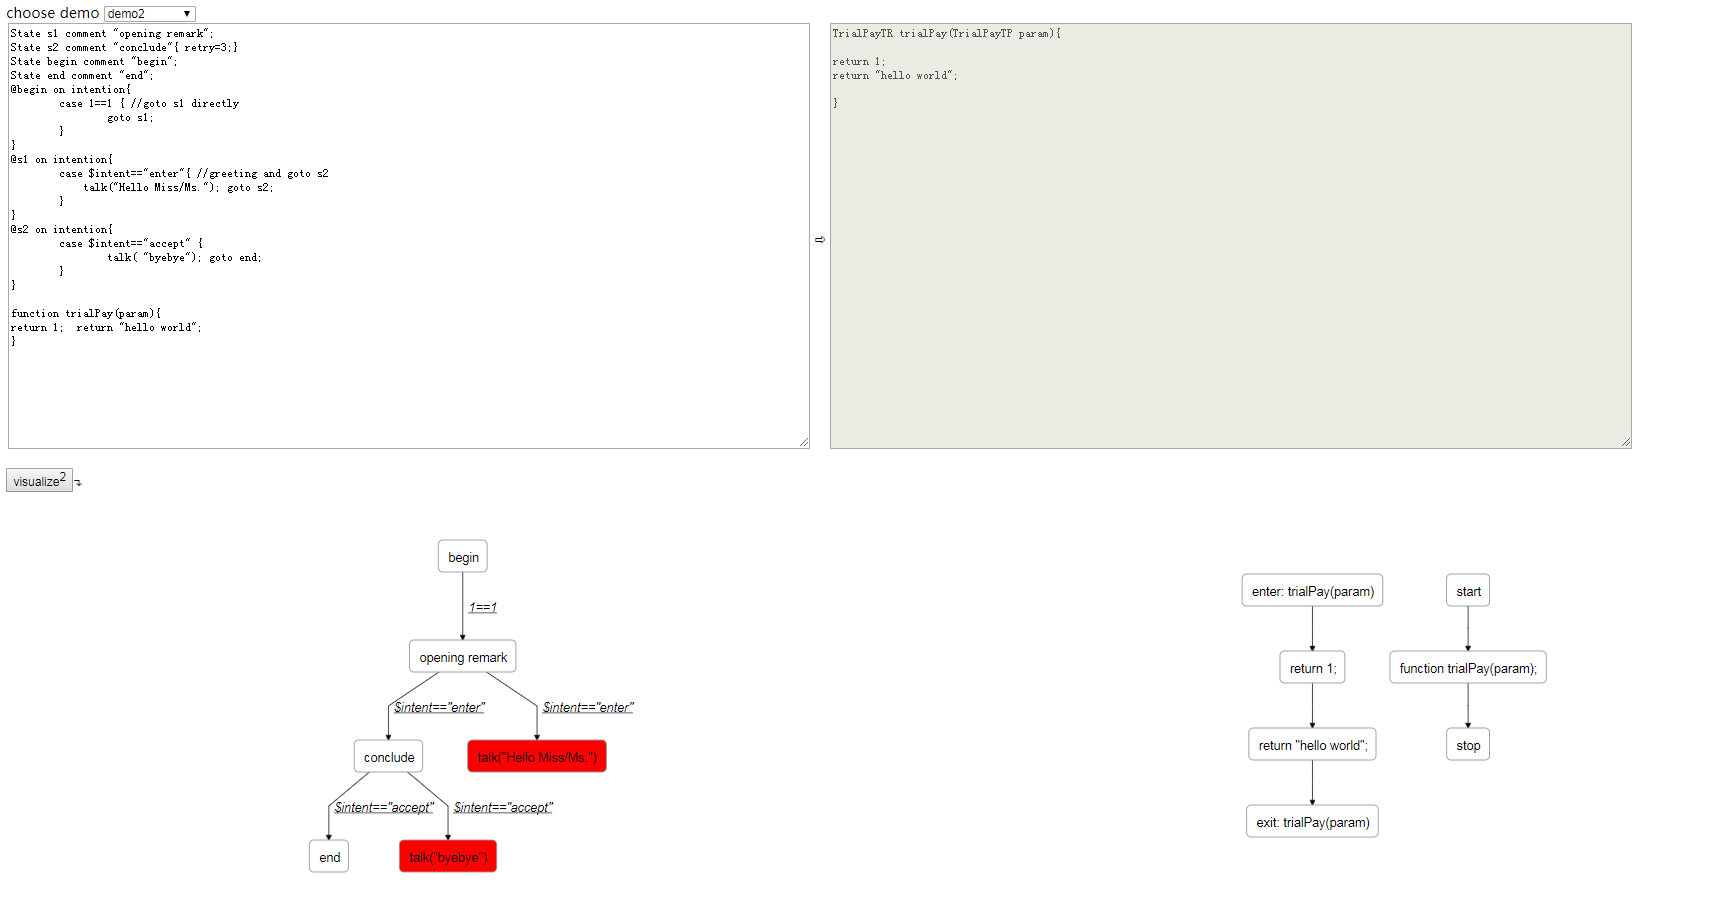 choose demo demo2
State s1 comment "opening remark";
State s2 comment "conclude"{ retry=3;}
State begin comment "begin";
State end comment "end";
@begin on intention{
case 1==1 { //goto s1 directly
goto s1;
}
}
@s1 on intention{
case $intent=="enter"{ //greeting and goto s2
talk("Hello Miss/Ms."); goto s2;
}
}
@s2 on intention{
case $intent=="accept" {
talk( "byebye"); goto end;
}
}
function trialPay(param){
return 1;  return "hello world";
}
TrialPayTR trialPay(TrialPayTP param){
return 1;
return "hello world";
}
visualize2
begin
1==1
opening remark
$intent=="enter" $intent=="enter"
conclude talk("Hello Miss/Ms.")
$intent=="accept" $intent=="accept"
end talk("byebye")
enter: trialPay(param)
return 1;
return "hello world";
exit: trialPay(param)
start
function trialPay(param);
stop